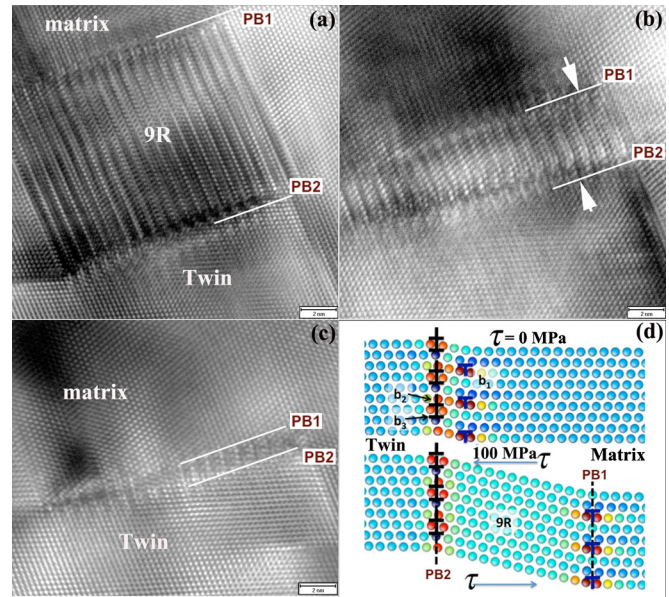 matrix
PB1
(a)
9R
PB2
Twin
2 nm
(b)
PB1
PB2
2 nm
(c)
matrix
PB1
PB2
Twin
2 nm
τ = 0 MPa
(d)
b1
b2
b3
Twin
100 MPa τ
Matrix
PB1
9R
PB2
τ